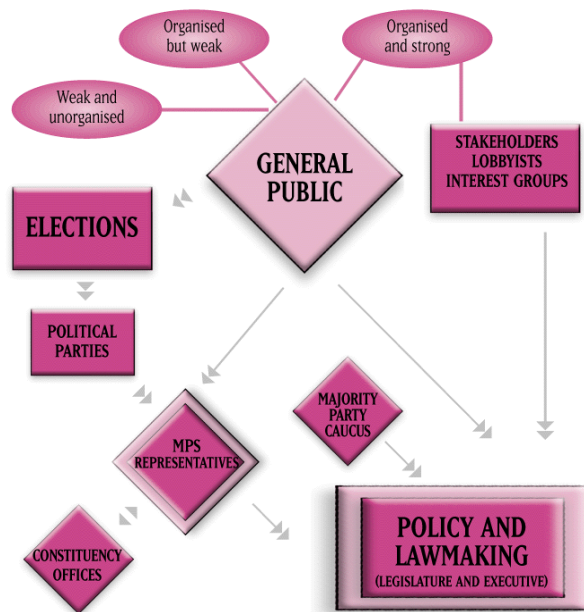 Organised
but weak
Organised
and strong
Weak and
unorganised
GENERAL
PUBLIC
STAKEHOLDERS
LOBBYISTS
INTEREST GROUPS
ELECTIONS
POLITICAL
PARTIES
MAJORITY
PARTY
CAUCUS
MPS
REPRESENTATIVES
POLICY AND
LAWMAKING
(LEGISLATURE AND EXECUTIVE)
CONSTITUENCY
OFFICES